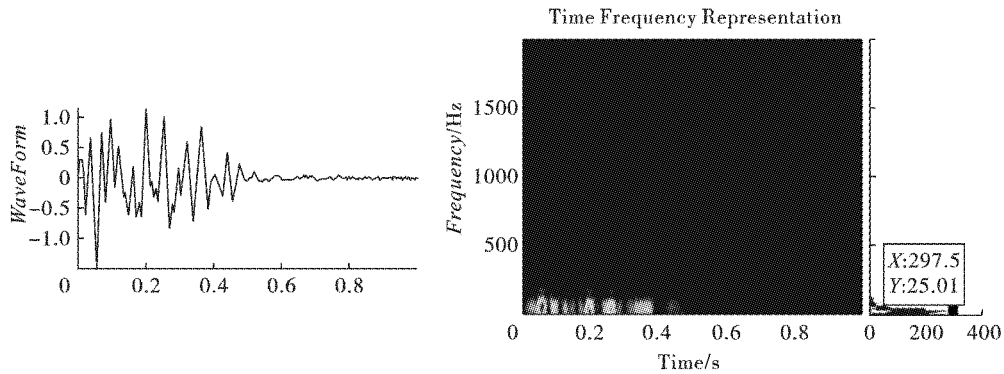 Time Frequency Representation
WaveForm
1.0
0.5
0
−0.5
−1.0
0 0.2 0.4 0.6 0.8
Frequency/Hz
1500
1000
500
X:297.5
Y:25.01
0 0.2 0.4 0.6 0.8 0 200 400
Time/s